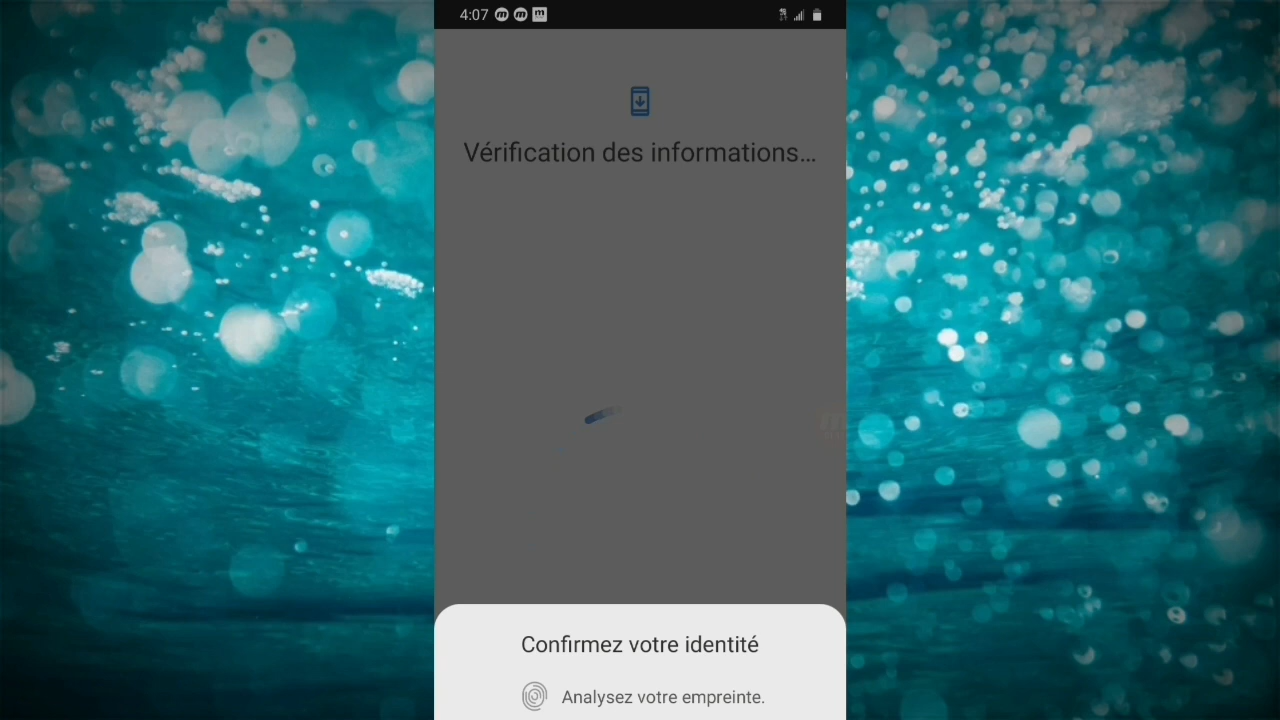 4:07
Vérification des informations...
Confirmez votre identité
Analysez votre empreinte.